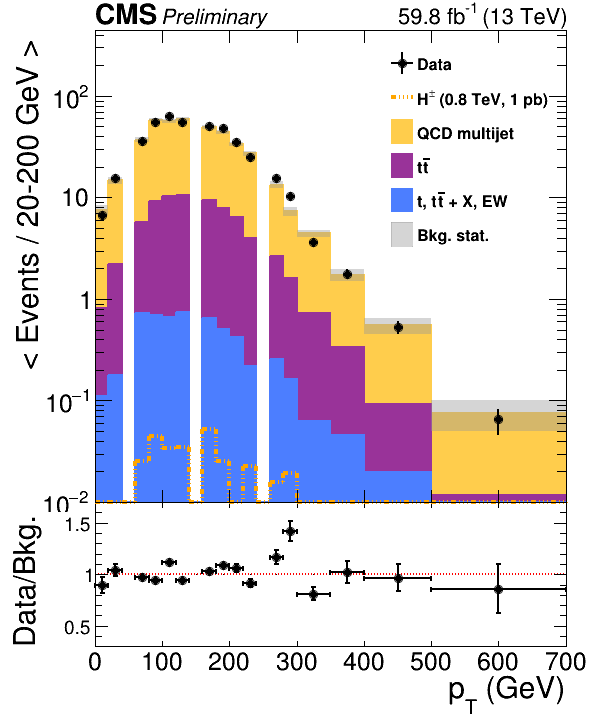 CMS Preliminary 59.8 fb⁻¹ (13 TeV)
< Events / 20-200 GeV >
10²
10
1
10⁻¹
10⁻²
Data
H± (0.8 TeV, 1 pb)
QCD multijet
tt̄
t, tt̄ + X, EW
Bkg. stat.
Data/Bkg.
1.5
1
0.5
0 100 200 300 400 500 600 700
p_T (GeV)